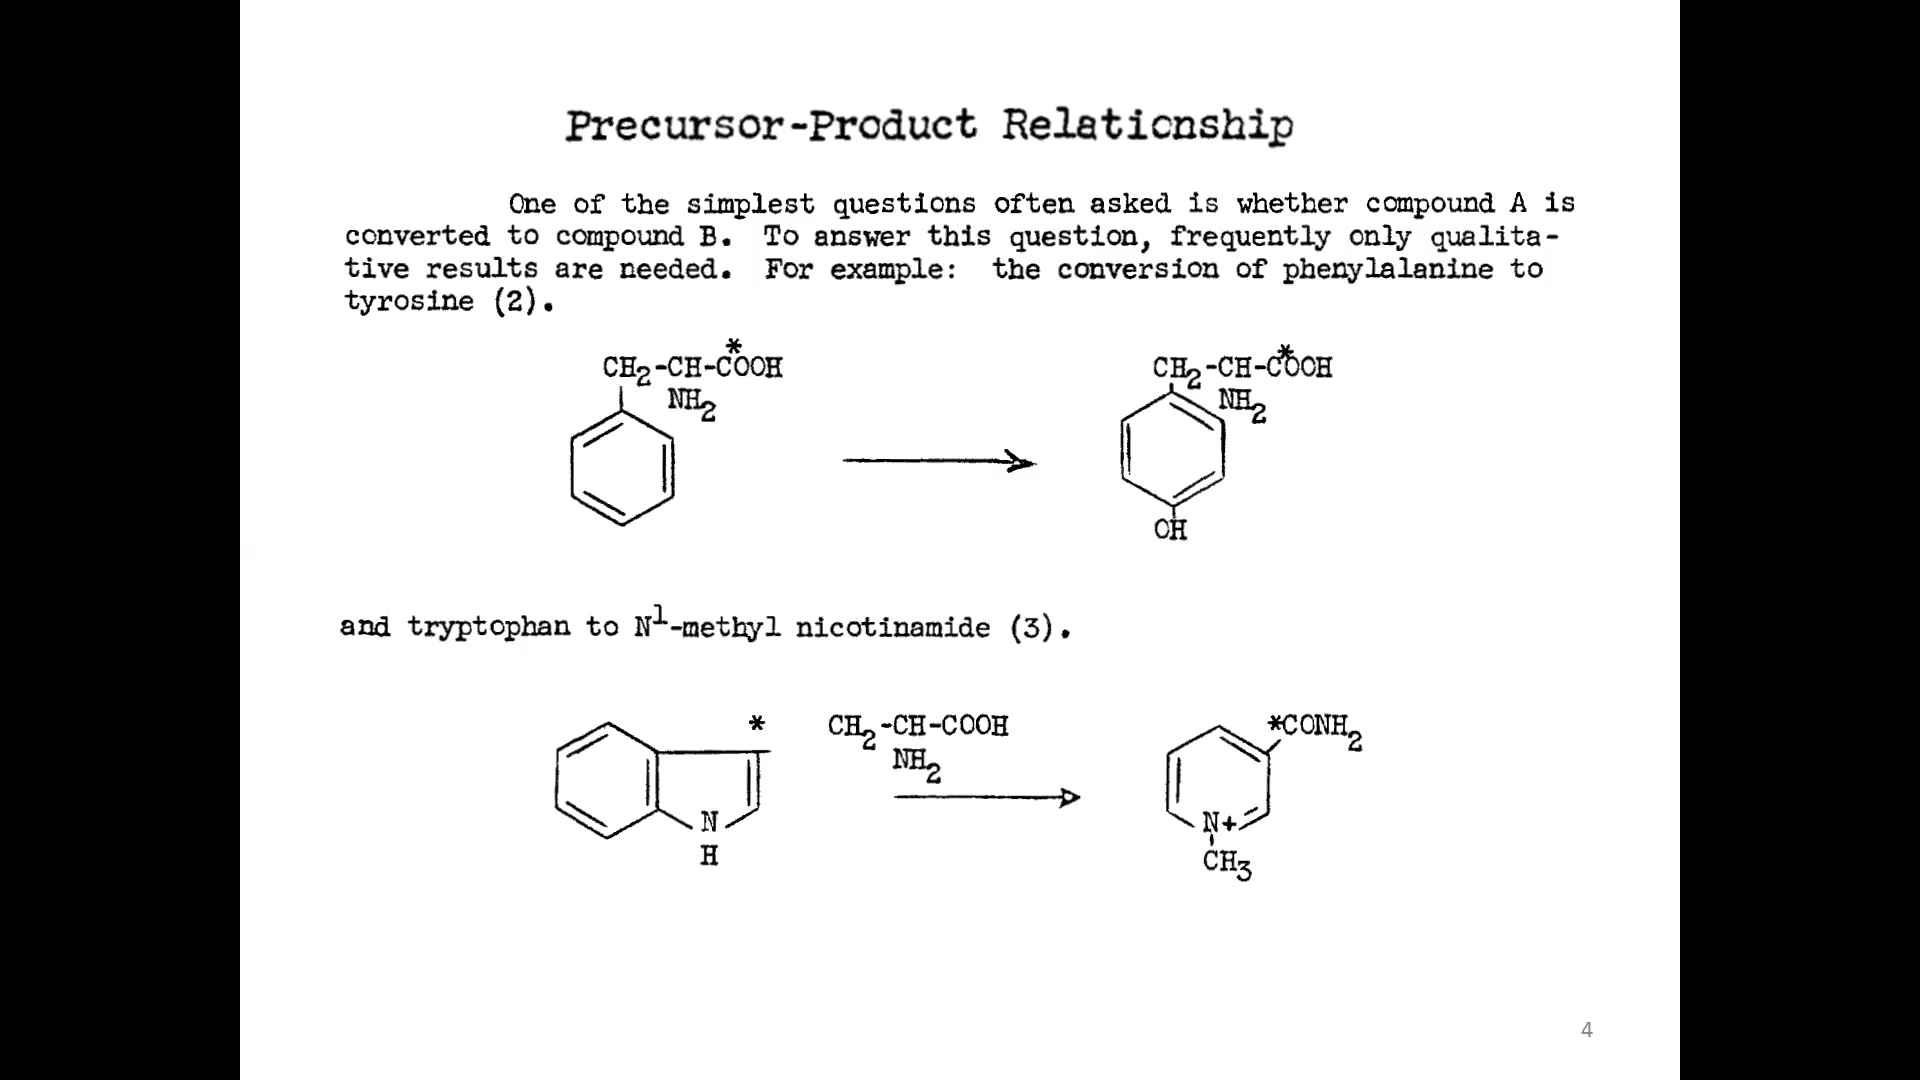 Precursor-Product Relationship
One of the simplest questions often asked is whether compound A is
converted to compound B. To answer this question, frequently only qualita-
tive results are needed. For example: the conversion of phenylalanine to
tyrosine (2).
*
CH2-CH-COOH
NH2
*
CH2-CH-COOH
NH2
OH
and tryptophan to N1-methyl nicotinamide (3).
*
CH2-CH-COOH
NH2
N
H
*CONH2
N+
CH3
4